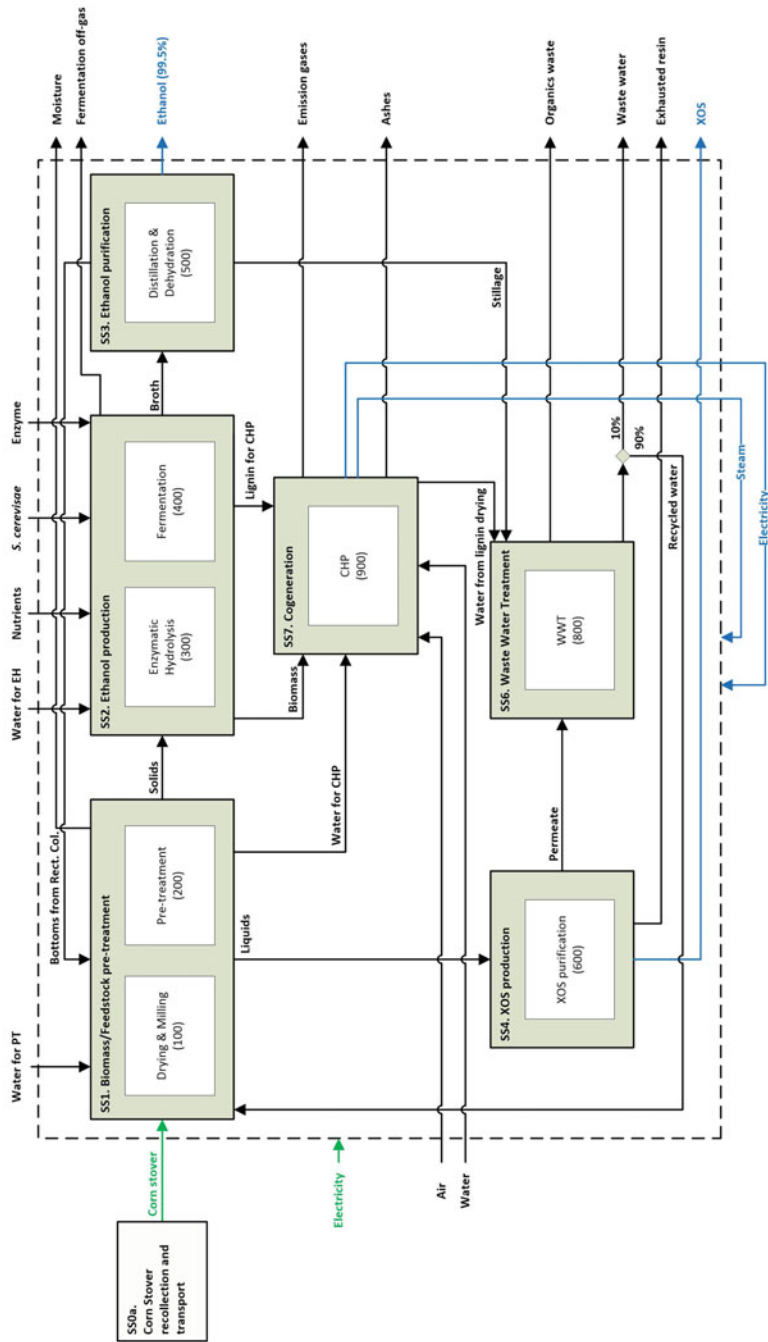 Water for PT
Water for EH
Nutrients
S. cerevisae
Enzyme
Moisture
Fermentation off-gas
Bottoms from Rect. Col.
SS0a.
Corn Stover
recollection and
transport
Corn stover
SS1. Biomass/Feedstock pre-treatment
Drying & Milling
(100)
Pre-treatment
(200)
Solids
SS2. Ethanol production
Enzymatic
Hydrolysis
(300)
Fermentation
(400)
Broth
SS3. Ethanol purification
Distillation &
Dehydration
(500)
Ethanol (99.5%)
Liquids
Water for CHP
Biomass
Lignin for CHP
SS7. Cogeneration
CHP
(900)
Emission gases
Ashes
Electricity
Air
Water
Water from lignin drying
Stillage
SS4. XOS production
XOS purification
(600)
Permeate
SS6. Waste Water Treatment
WWT
(800)
Organics waste
10%
90%
Waste water
Recycled water
Exhausted resin
XOS
Steam
Electricity